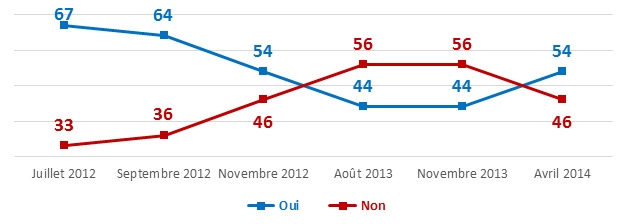 67 64 54 56 56 54
44 44
33 36 46 46
Juillet 2012 Septembre 2012 Novembre 2012 Août 2013 Novembre 2013 Avril 2014
Oui Non